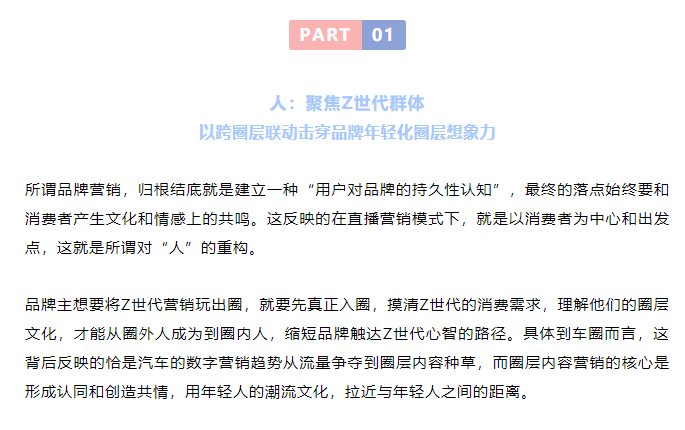 PART 01
人：聚焦Z世代群体
以跨圈层联动击穿品牌年轻化圈层想象力
所谓品牌营销，归根结底就是建立一种“用户对品牌的持久性认知”，最终的落点始终要和
消费者产生文化和情感上的共鸣。这反映的在直播营销模式下，就是以消费者为中心和出发
点，这就是所谓对“人”的重构。
品牌主想要将Z世代营销玩出圈，就要先真正入圈，摸清Z世代的消费需求，理解他们的圈层
文化，才能从圈外人成为到圈内人，缩短品牌触达Z世代心智的路径。具体到车圈而言，这
背后反映的恰是汽车的数字营销趋势从流量争夺到圈层内容种草，而圈层内容营销的核心是
形成认同和创造共情，用年轻人的潮流文化，拉近与年轻人之间的距离。